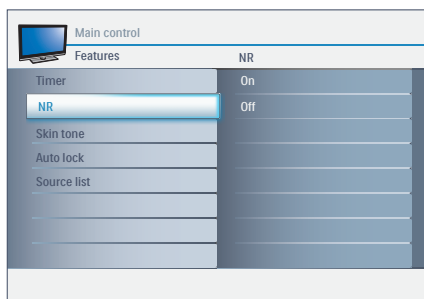 Main control
Features NR
Timer On
NR Off
Skin tone
Auto lock
Source list